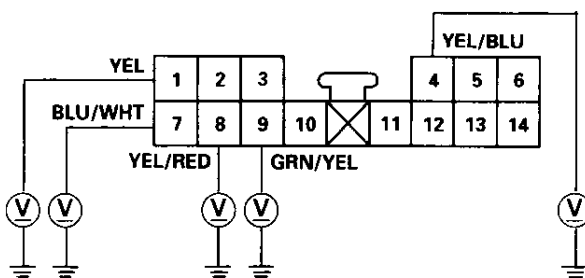 YEL/BLU
YEL
1 2 3 4 5 6
BLU/WHT
7 8 9 10 11 12 13 14
YEL/RED GRN/YEL
V V V V V